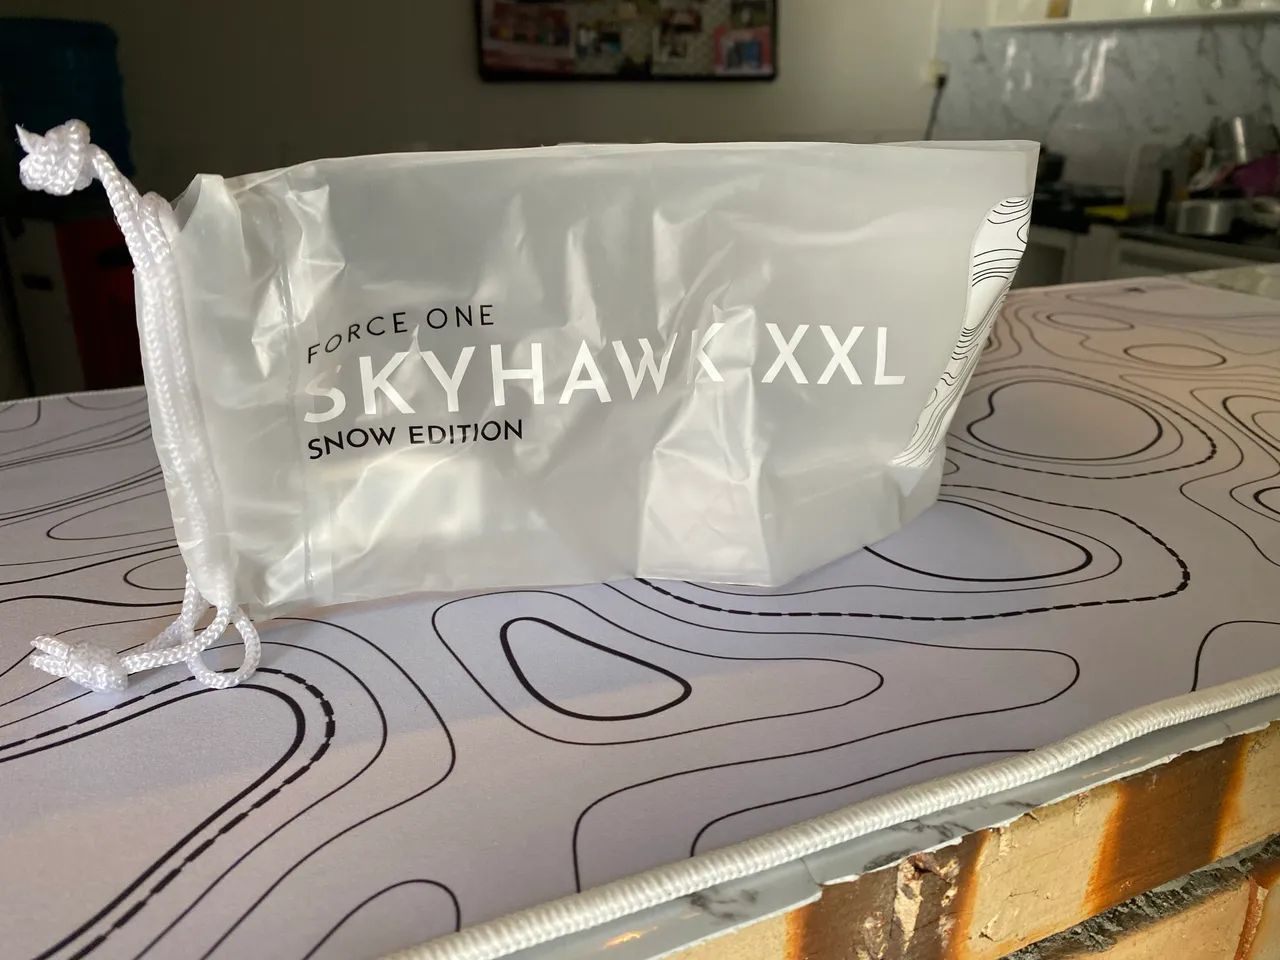 FORCE ONE
SKYHAWK XXL
SNOW EDITION